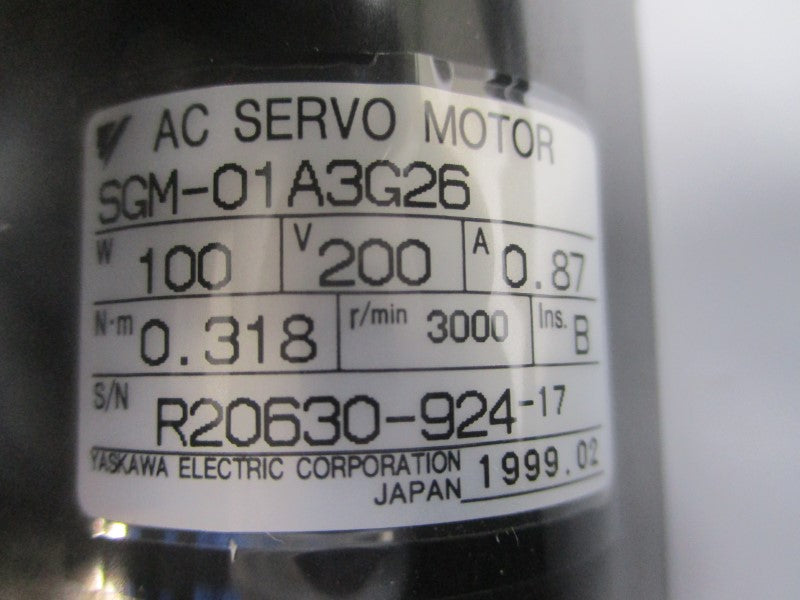 AC SERVO MOTOR
SGM-01A3G26
W 100 V 200 A 0.87
N·m 0.318 r/min 3000 Ins. B
S/N R20630-924-17
YASKAWA ELECTRIC CORPORATION 1999.02
JAPAN